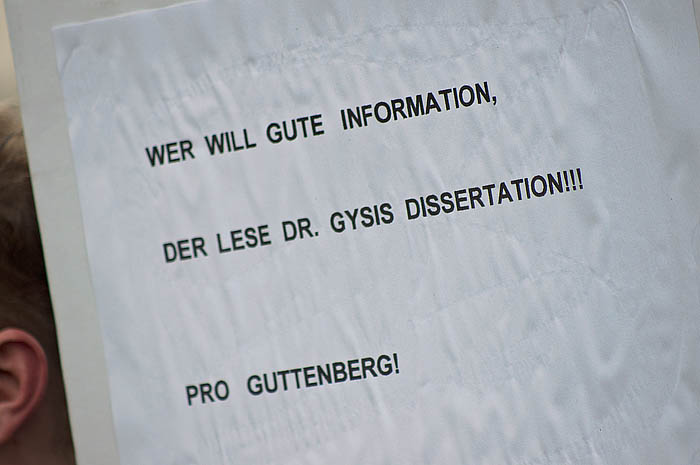 WER WILL GUTE INFORMATION,
DER LESE DR. GYSIS DISSERTATION!!!
PRO GUTTENBERG!